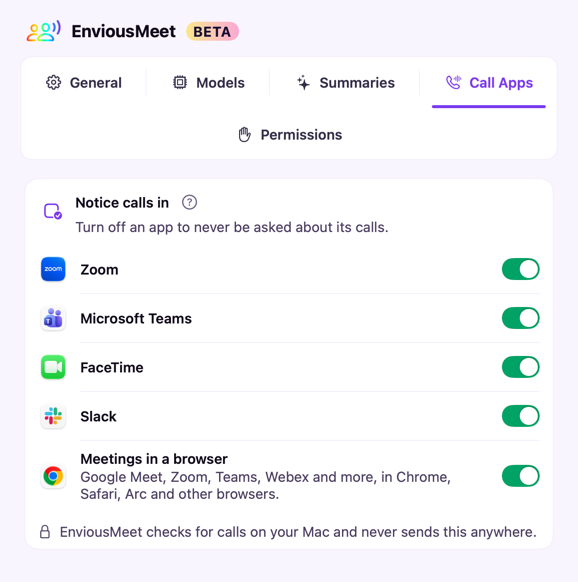 EnviousMeet BETA
General
Models
Summaries
Call Apps
Permissions
Notice calls in ?
Turn off an app to never be asked about its calls.
zoom Zoom
T Microsoft Teams
FaceTime
Slack
Meetings in a browser
Google Meet, Zoom, Teams, Webex and more, in Chrome,
Safari, Arc and other browsers.
EnviousMeet checks for calls on your Mac and never sends this anywhere.